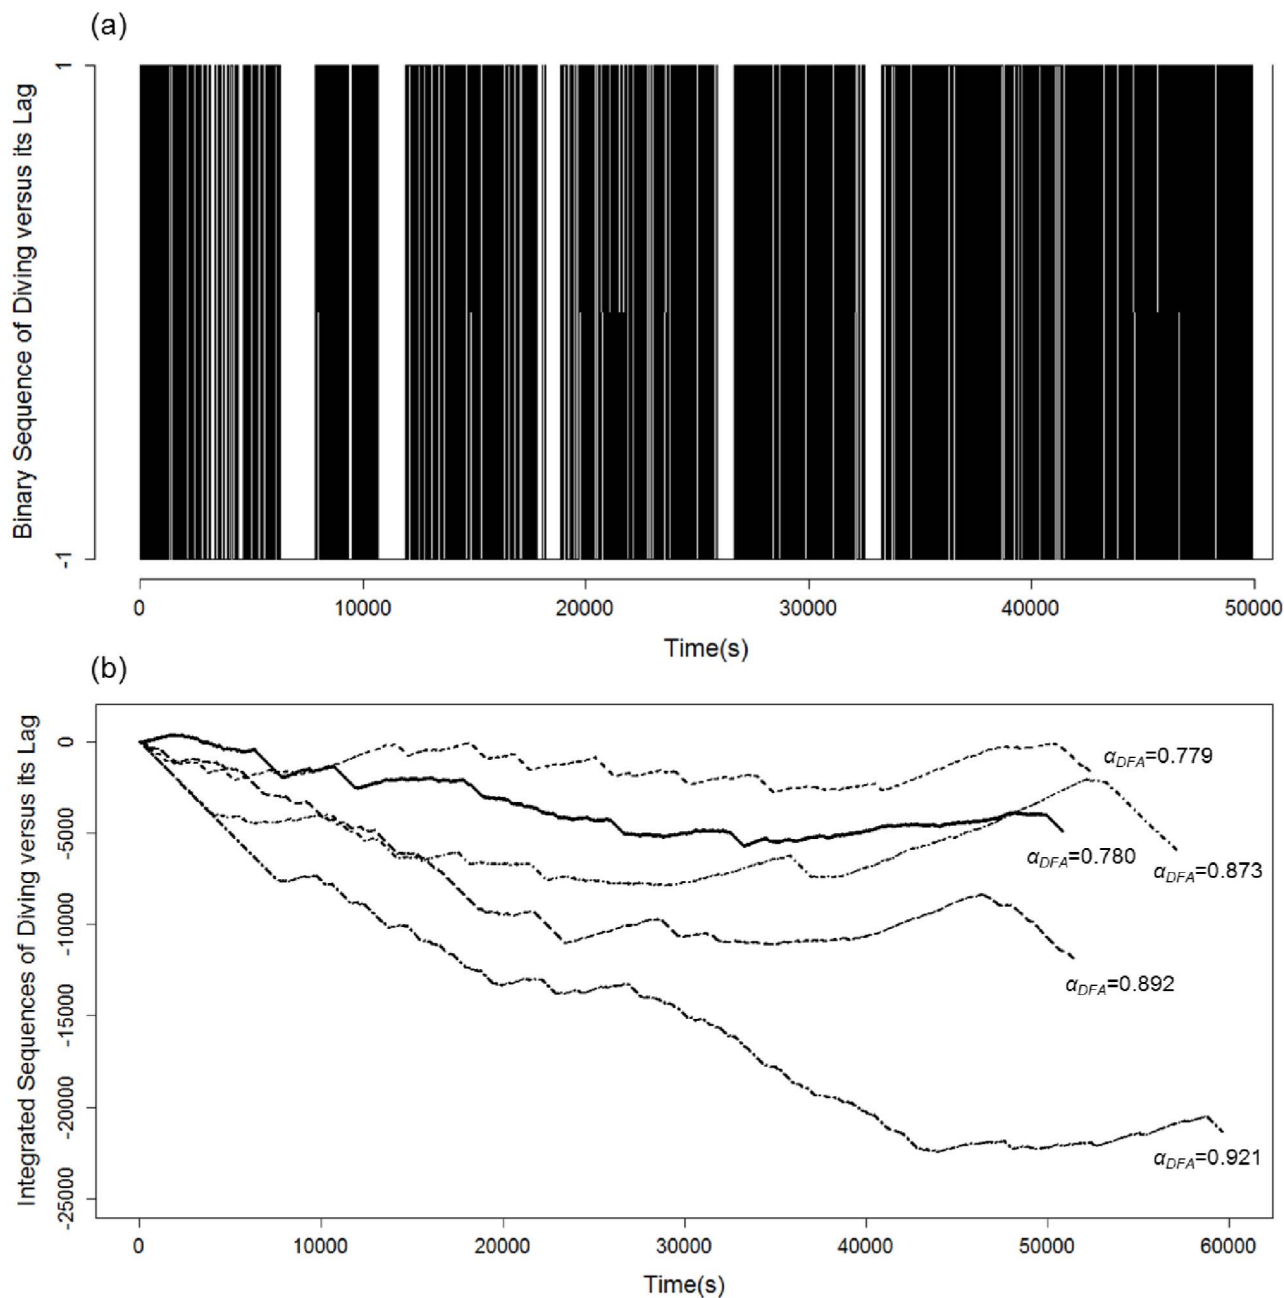 (a)
Binary Sequence of Diving versus its Lag
1
-1
0 10000 20000 30000 40000 50000
Time(s)
(b)
Integrated Sequences of Diving versus its Lag
0
-5000
-10000
-15000
-20000
-25000
αDFA=0.779
αDFA=0.780
αDFA=0.873
αDFA=0.892
αDFA=0.921
0 10000 20000 30000 40000 50000 60000
Time(s)